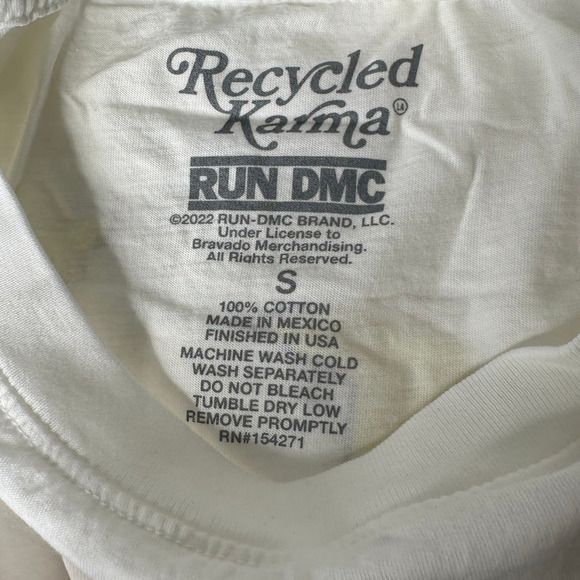 Recycled
Karma
LA
RUN DMC
©2022 RUN-DMC BRAND, LLC.
Under License to
Bravado Merchandising.
All Rights Reserved.
S
100% COTTON
MADE IN MEXICO
FINISHED IN USA
MACHINE WASH COLD
WASH SEPARATELY
DO NOT BLEACH
TUMBLE DRY LOW
REMOVE PROMPTLY
RN#154271